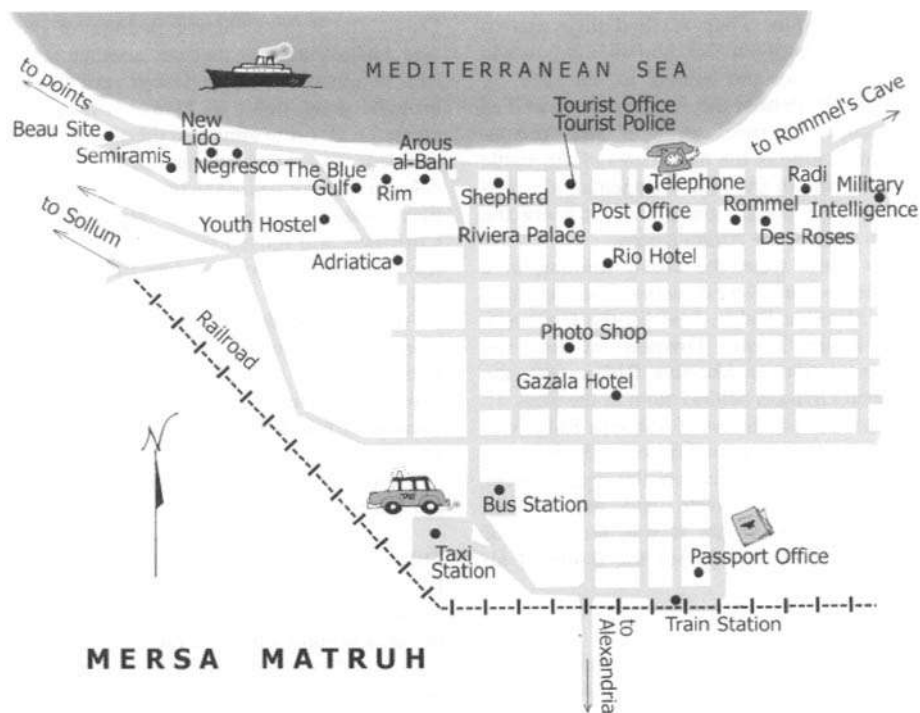 MEDITERRANEAN SEA
to points
Beau Site
Semiramis
New
Lido
Negresco
The Blue
Gulf
Rim
Arous
al-Bahr
Shepherd
Tourist Office
Tourist Police
Telephone
to Rommel's Cave
Radi
Military
Intelligence
to Sollum
Youth Hostel
Adriatica
Riviera Palace
Post Office
Rommel
Des Roses
Rio Hotel
Railroad
Photo Shop
Gazala Hotel
N
Bus Station
Taxi
Station
Passport Office
Train Station
to
Alexandria
MERSA MATRUH